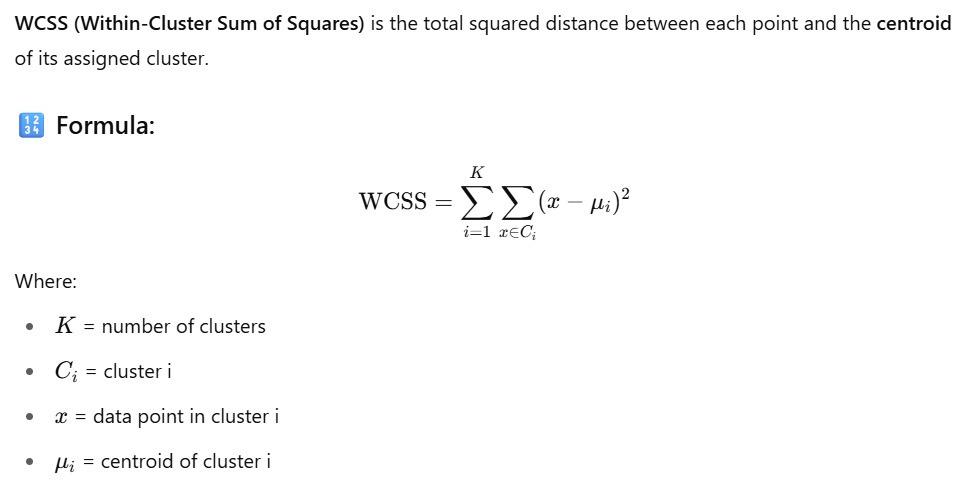 WCSS (Within-Cluster Sum of Squares) is the total squared distance between each point and the centroid
of its assigned cluster.
🔢 Formula:
WCSS = \sum_{i=1}^{K} \sum_{x \in C_i} (x - \mu_i)^2
Where:
• K = number of clusters
• C_i = cluster i
• x = data point in cluster i
• μ_i = centroid of cluster i